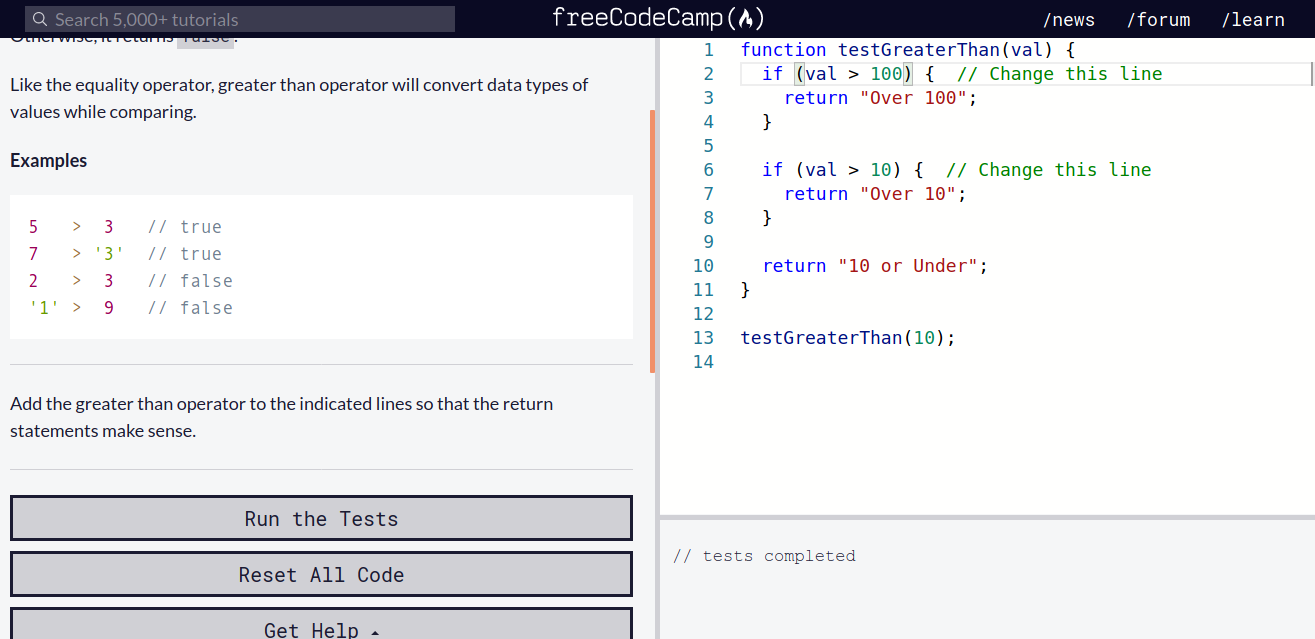 Search 5,000+ tutorials
freeCodeCamp(🔥)
/news /forum /learn
Otherwise, it returns false.
Like the equality operator, greater than operator will convert data types of
values while comparing.
Examples
5 > 3 // true
7 > '3' // true
2 > 3 // false
'1' > 9 // false
Add the greater than operator to the indicated lines so that the return
statements make sense.
Run the Tests
Reset All Code
Get Help
1 function testGreaterThan(val) {
2   if (val > 100) {  // Change this line
3     return "Over 100";
4   }
5
6   if (val > 10) {  // Change this line
7     return "Over 10";
8   }
9
10   return "10 or Under";
11 }
12
13 testGreaterThan(10);
14
// tests completed